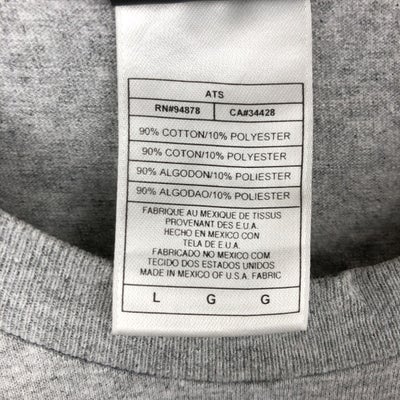 ATS
RN#94878 CA#34428
90% COTTON/10% POLYESTER
90% COTON/10% POLYESTER
90% ALGODON/10% POLIESTER
90% ALGODAO/10% POLIESTER
FABRIQUE AU MEXIQUE DE TISSUS
PROVENANT DES E.U.A.
HECHO EN MEXICO CON
TELA DE E.U.A.
FABRICADO NO MEXICO COM
TECIDO DOS ESTADOS UNIDOS
MADE IN MEXICO OF U.S.A. FABRIC
L G G